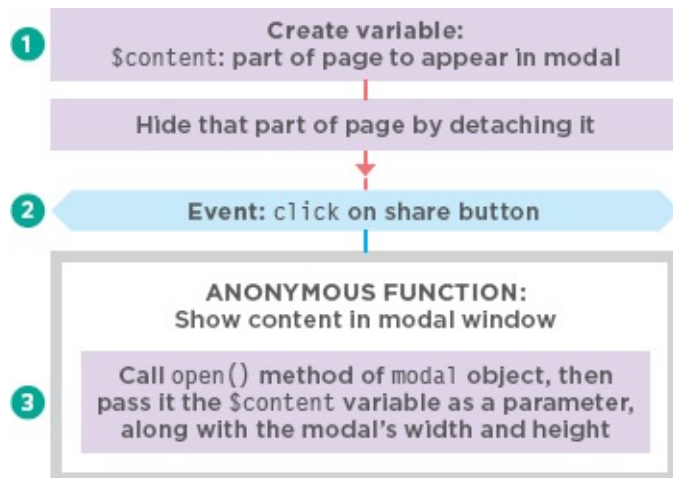 1
Create variable:
$content: part of page to appear in modal
Hide that part of page by detaching it
2
Event: click on share button
ANONYMOUS FUNCTION:
Show content in modal window
3
Call open() method of modal object, then
pass it the $content variable as a parameter,
along with the modal's width and height